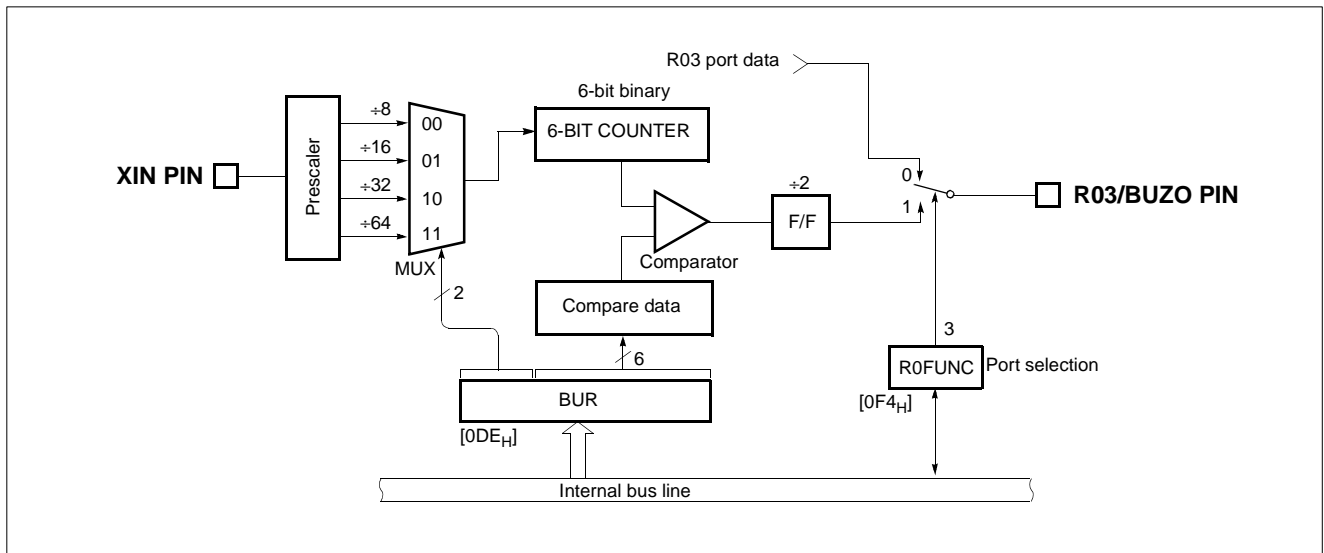 R03 port data
6-bit binary
÷8
÷16
÷32
÷64
Prescaler
00
01
10
11
MUX
6-BIT COUNTER
XIN PIN
0
1
÷2
F/F
R03/BUZO PIN
Comparator
2
Compare data
6
3
R0FUNC
Port selection
[0F4H]
BUR
[0DEH]
Internal bus line